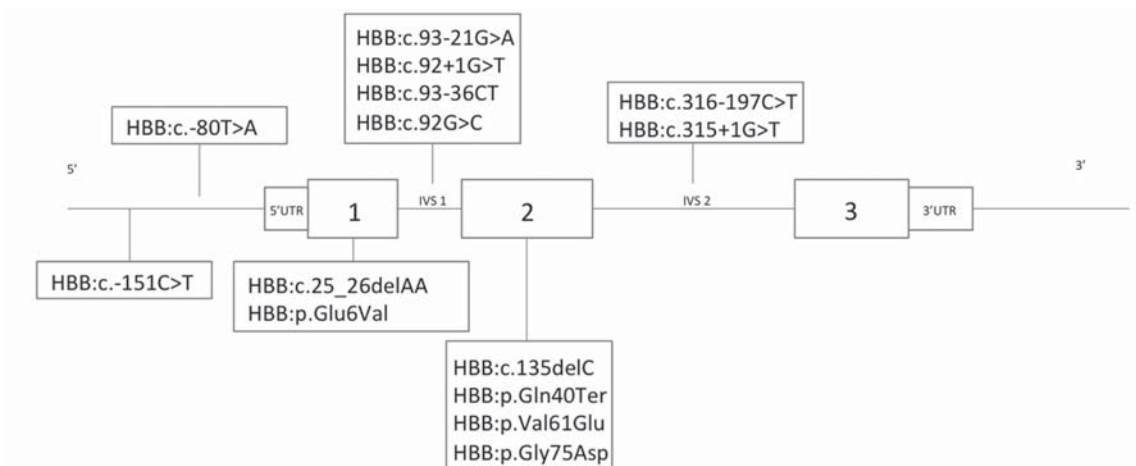 HBB:c.93-21G>A
HBB:c.92+1G>T
HBB:c.93-36CT
HBB:c.92G>C
HBB:c.316-197C>T
HBB:c.315+1G>T
HBB:c.-80T>A
5'
3'
5'UTR
1
IVS 1
2
IVS 2
3
3'UTR
HBB:c.-151C>T
HBB:c.25_26delAA
HBB:p.Glu6Val
HBB:c.135delC
HBB:p.Gln40Ter
HBB:p.Val61Glu
HBB:p.Gly75Asp